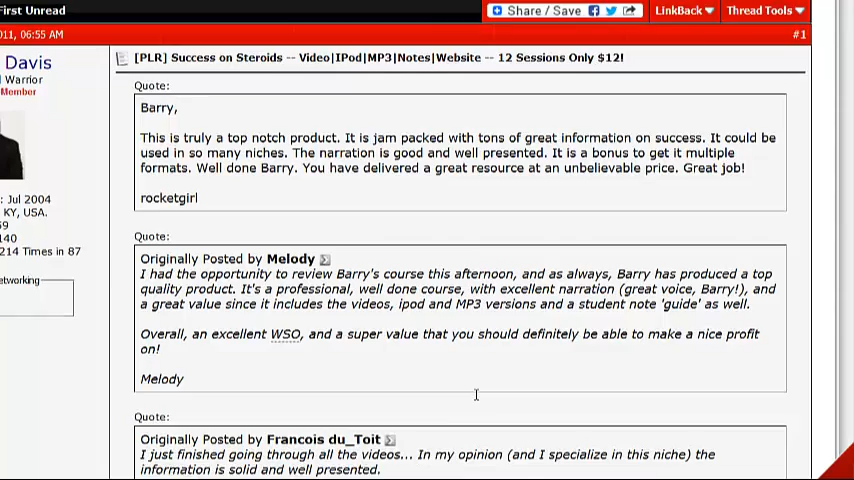 First Unread
Share / Save
LinkBack
Thread Tools
011, 06:55 AM
#1
Davis
Warrior
Member
: Jul 2004
KY, USA.
59
140
214 Times in 87
etworking
[PLR] Success on Steroids -- Video|IPod|MP3|Notes|Website -- 12 Sessions Only $12!
Quote:
Barry,
This is truly a top notch product. It is jam packed with tons of great information on success. It could be
used in so many niches. The narration is good and well presented. It is a bonus to get it multiple
formats. Well done Barry. You have delivered a great resource at an unbelievable price. Great job!
rocketgirl
Quote:
Originally Posted by Melody
I had the opportunity to review Barry's course this afternoon, and as always, Barry has produced a top
quality product. It's a professional, well done course, with excellent narration (great voice, Barry!), and
a great value since it includes the videos, ipod and MP3 versions and a student note 'guide' as well.
Overall, an excellent WSO, and a super value that you should definitely be able to make a nice profit
on!
Melody
Quote:
Originally Posted by Francois du_Toit
I just finished going through all the videos... In my opinion (and I specialize in this niche) the
information is solid and well presented.